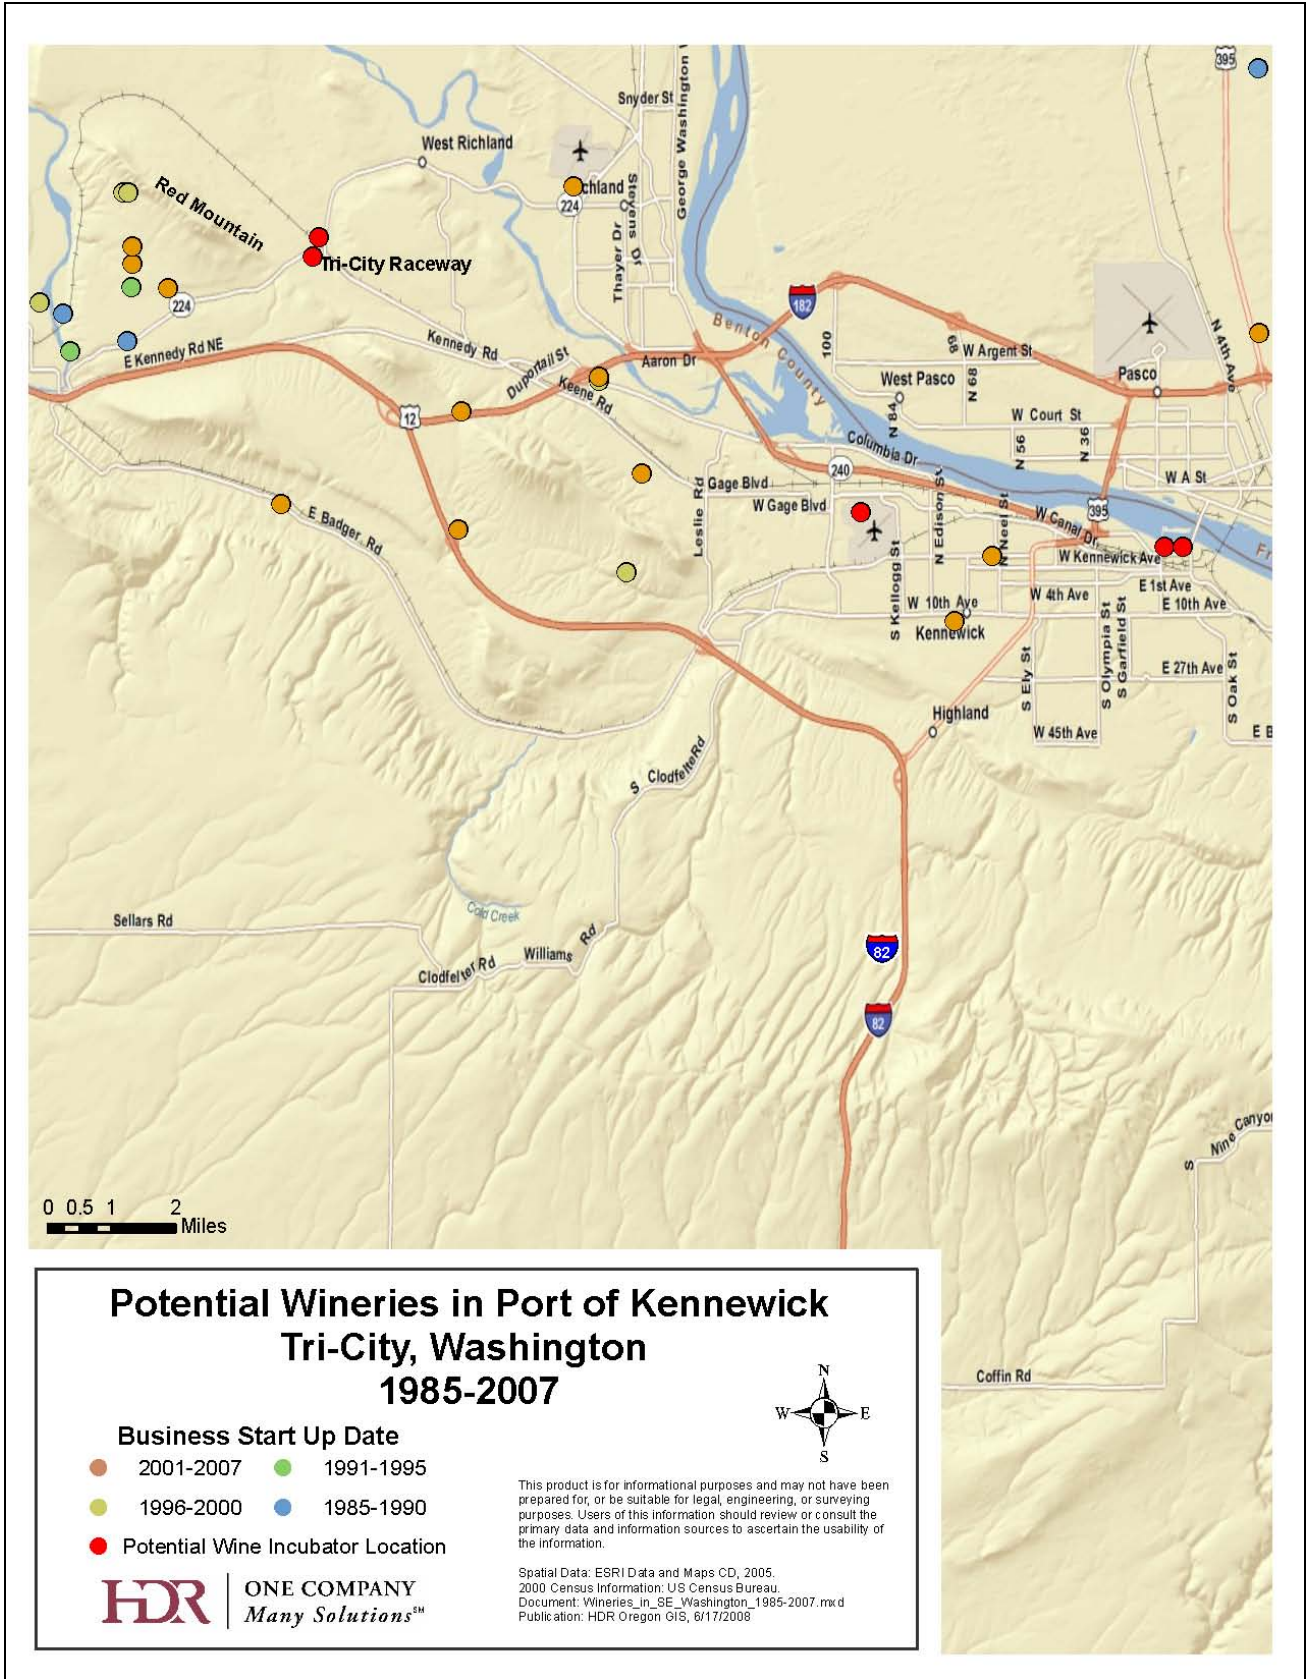 395
Snyder St
George Washington
West Richland
chland
224
Stevens Dr
Thayer Dr
Red Mountain
Tri-City Raceway
224
182
Benton County
E Kennedy Rd NE
Kennedy Rd
Duportail St
Keene Rd
Aaron Dr
100
68
W Argent St
N 68
West Pasco
N 84
Pasco
N 4th Ave
12
W Court St
N 56
N 36
Columbia Dr
240
W A St
Gage Blvd
W Gage Blvd
Leslie Rd
N Edison St
N Neel St
395
W Canal Dr
E Badger Rd
W Kennewick Ave
Fr
E 1st Ave
W 4th Ave
E 10th Ave
S Kellogg St
W 10th Ave
Kennewick
S Ely St
S Olympia St
S Garfield St
E 27th Ave
S Oak St
Highland
W 45th Ave
E B
S Clodfelter Rd
Cold Creek
Sellars Rd
Williams Rd
Clodfelter Rd
82
82
S Nine Canyo
0 0.5 1 2
Miles
Coffin Rd
Potential Wineries in Port of Kennewick
Tri-City, Washington
1985-2007
N
W E
S
Business Start Up Date
2001-2007 1991-1995
1996-2000 1985-1990
Potential Wine Incubator Location
HDR
ONE COMPANY
Many Solutions℠
This product is for informational purposes and may not have been
prepared for, or be suitable for legal, engineering, or surveying
purposes. Users of this information should review or consult the
primary data and information sources to ascertain the usability of
the information.
Spatial Data: ESRI Data and Maps CD, 2005.
2000 Census Information: US Census Bureau.
Document: Wineries_in_SE_Washington_1985-2007.mxd
Publication: HDR Oregon GIS, 6/17/2008